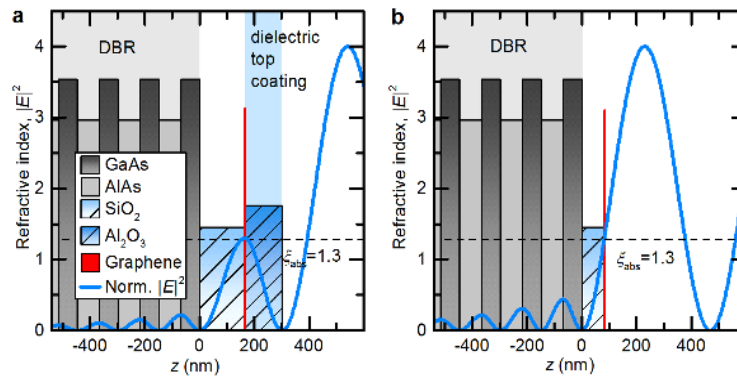 a
DBR
dielectric
top
coating
Refractive index, |E|²
4
3
2
1
0
GaAs
AlAs
SiO₂
Al₂O₃
Graphene
Norm. |E|²
ξabs=1.3
-400 -200 0 200 400
z (nm)
b
DBR
Refractive index, |E|²
4
3
2
1
0
ξabs=1.3
-400 -200 0 200 400
z (nm)